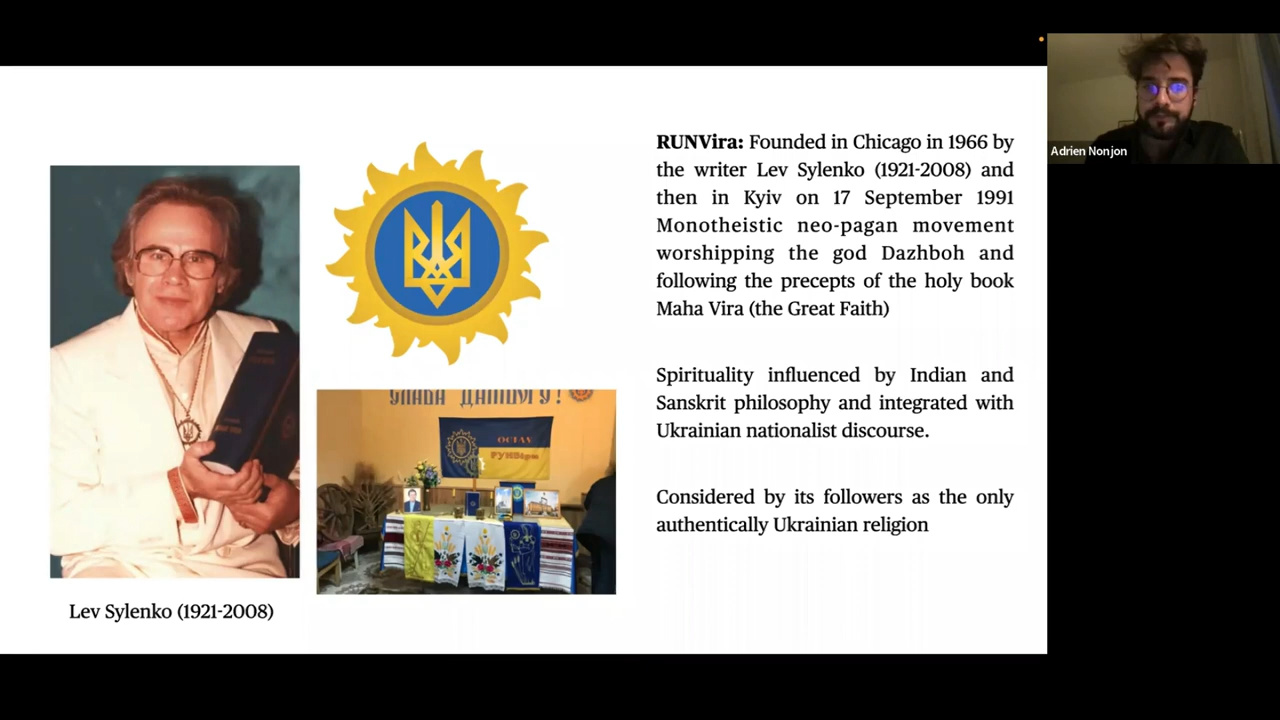 RUNVira: Founded in Chicago in 1966 by
the writer Lev Sylenko (1921-2008) and
then in Kyiv on 17 September 1991
Monotheistic neo-pagan movement
worshipping the god Dazhboh and
following the precepts of the holy book
Maha Vira (the Great Faith)
Spirituality influenced by Indian and
Sanskrit philosophy and integrated with
Ukrainian nationalist discourse.
Considered by its followers as the only
authentically Ukrainian religion
Adrien Nonjon
ОСІДУ
РУНВіри
Lev Sylenko (1921-2008)